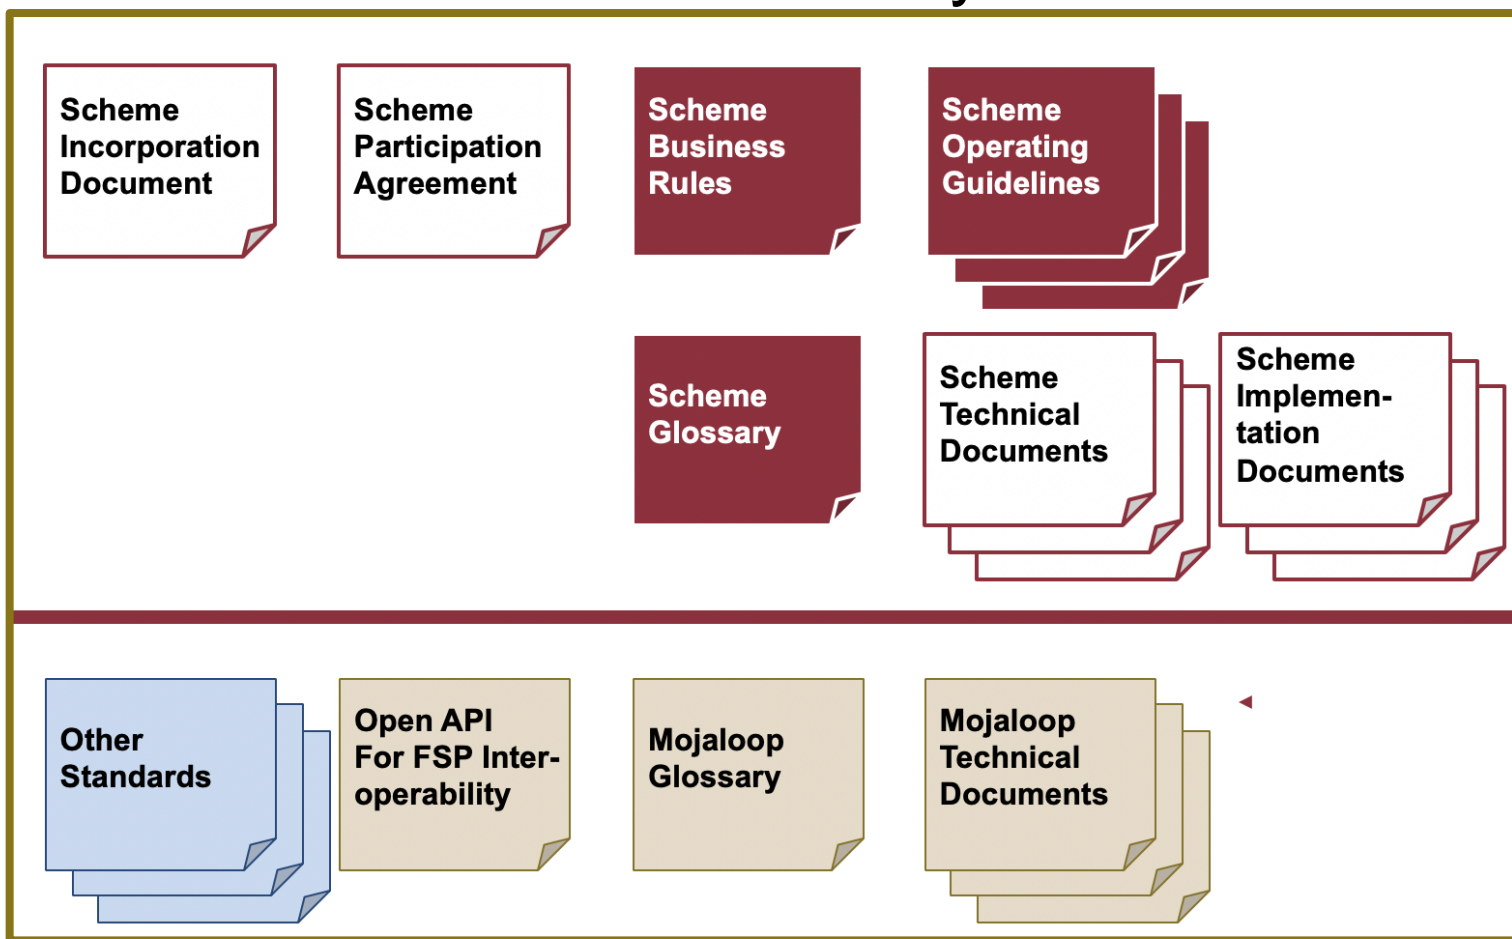 Scheme
Incorporation
Document
Scheme
Participation
Agreement
Scheme
Business
Rules
Scheme
Operating
Guidelines
Scheme
Glossary
Scheme
Technical
Documents
Scheme
Implemen-
tation
Documents
Other
Standards
Open API
For FSP Inter-
operability
Mojaloop
Glossary
Mojaloop
Technical
Documents